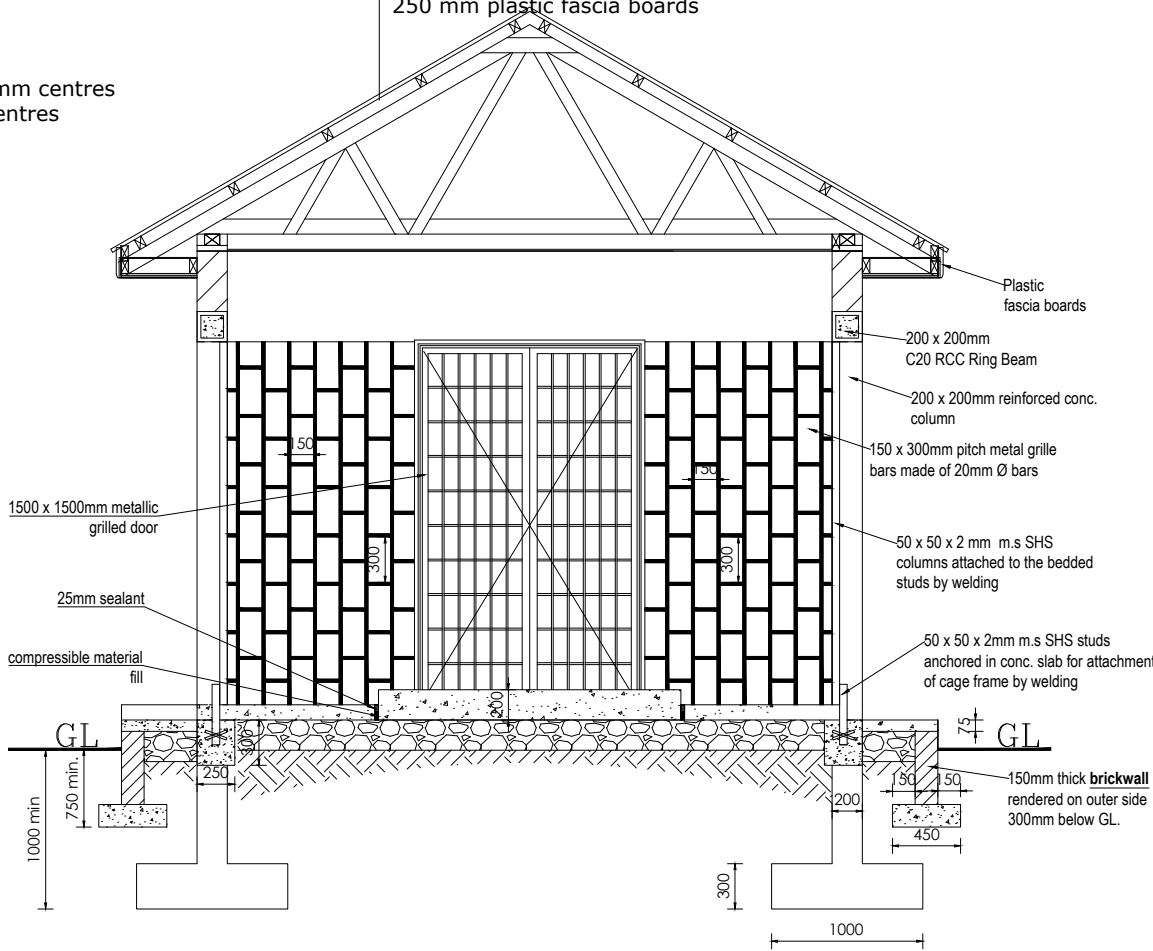 250 mm plastic fascia boards
mm centres
entres
Plastic
fascia boards
200 x 200mm
C20 RCC Ring Beam
200 x 200mm reinforced conc.
column
150 x 300mm pitch metal grille
bars made of 20mm Ø bars
150
150
1500 x 1500mm metallic
grilled door
300
300
50 x 50 x 2 mm m.s SHS
columns attached to the bedded
studs by welding
25mm sealant
compressible material
fill
50 x 50 x 2mm m.s SHS studs
anchored in conc. slab for attachment
of cage frame by welding
200
GL
300
75
GL
250
750 min.
1000 min
200
150
150
450
150mm thick brickwall
rendered on outer side
300mm below GL.
300
1000